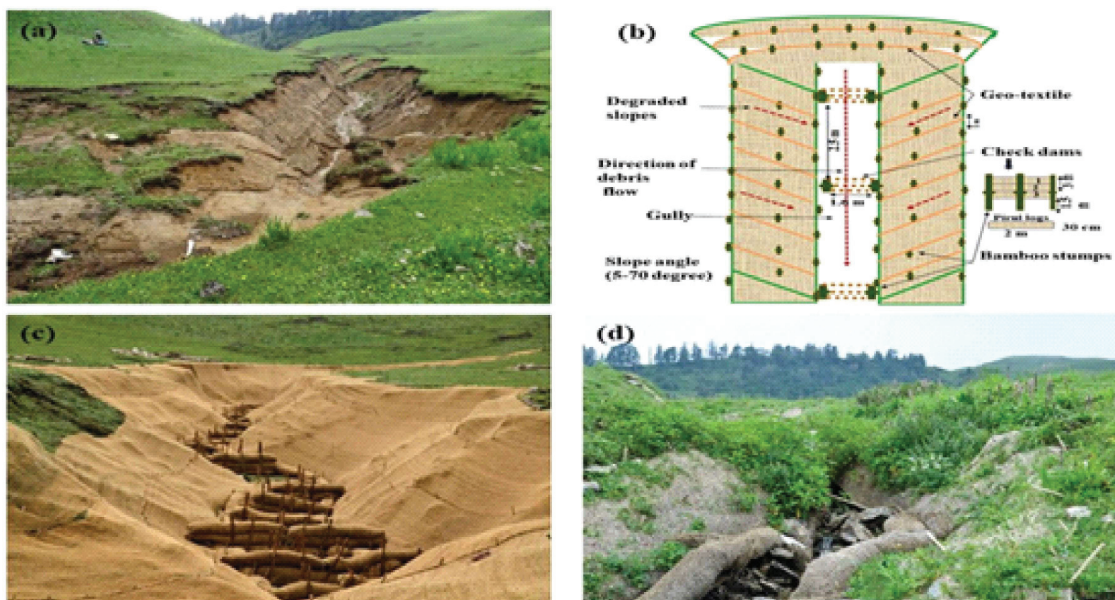 (a)
(b)
Degraded
slopes
Geo-textile
Direction of
debris
flow
Check dams
1.6 m
Gully
Pirul logs
2 m
30 cm
Slope angle
(5-70 degree)
Bamboo stumps
(c)
(d)